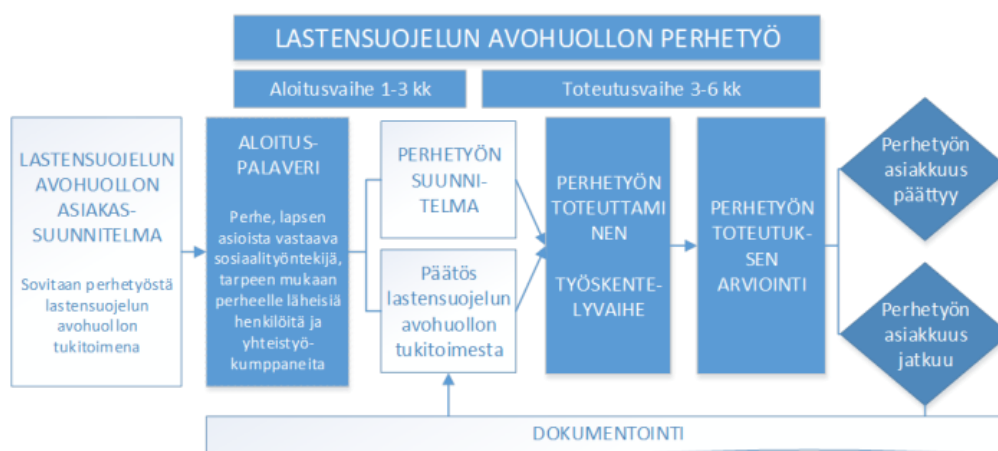 LASTENSUOJELUN AVOHUOLLON PERHETYÖ
Aloitusvaihe 1-3 kk
Toteutusvaihe 3-6 kk
LASTENSUOJELUN
AVOHUOLLON
ASIAKAS-
SUUNNITELMA
Sovitaan perhetyöstä
lastensuojelun
avohuollon
tukitoimena
ALOITUS-
PALAVERI
Perhe, lapsen
asioista vastaava
sosiaalityöntekijä,
tarpeen mukaan
perheelle läheisiä
henkilöitä ja
yhteistyö-
kumppaneita
PERHETYÖN
SUUNNI-
TELMA
Päätös
lastensuojelun
avohuollon
tukitoimesta
PERHETYÖN
TOTEUTTAMI
NEN
TYÖSKENTE-
LYVAIHE
PERHETYÖN
TOTEUTUK-
SEN
ARVIOINTI
Perhetyön
asiakkuus
päättyy
Perhetyön
asiakkuus
jatkuu
DOKUMENTOINTI